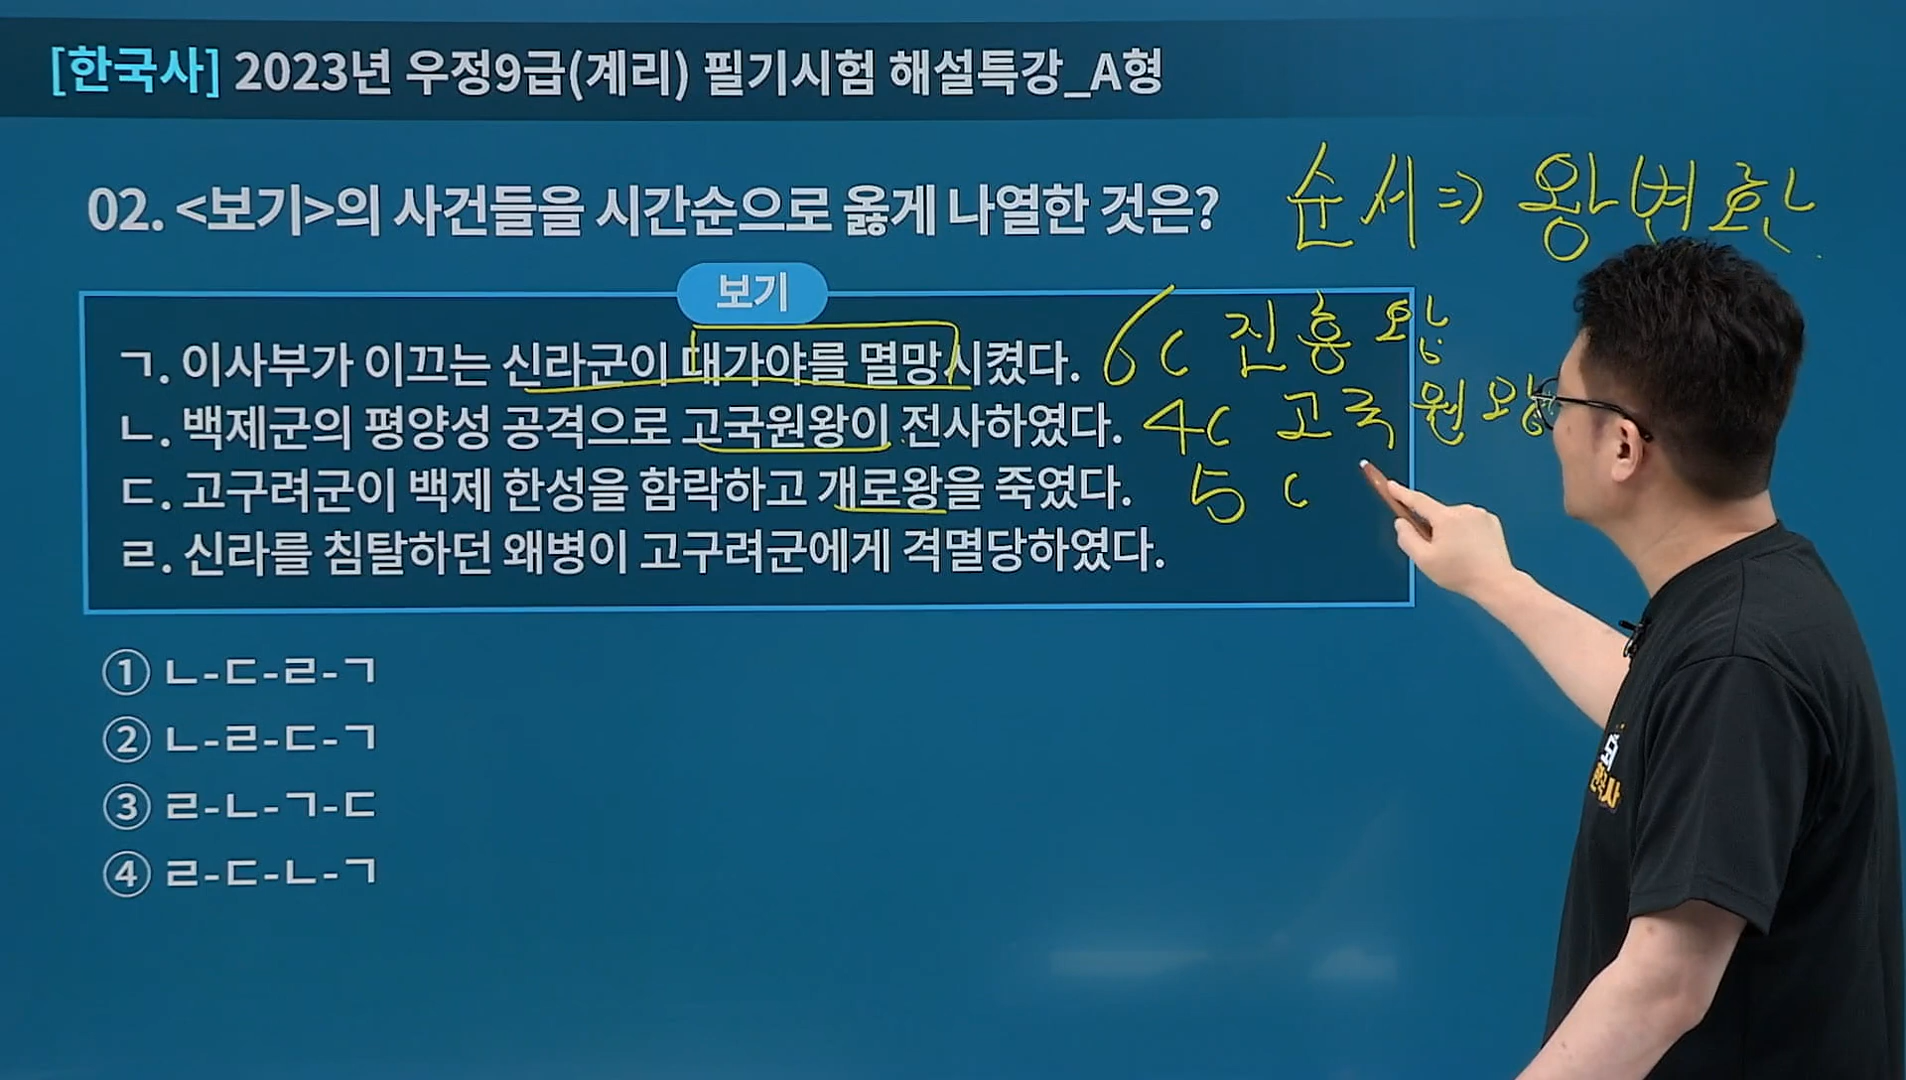 [한국사] 2023년 우정9급(계리) 필기시험 해설특강_A형
02. <보기>의 사건들을 시간순으로 옳게 나열한 것은?
순서⇒ 왕변환
보기
ㄱ. 이사부가 이끄는 신라군이 대가야를 멸망시켰다. 6C 진흥왕
ㄴ. 백제군의 평양성 공격으로 고국원왕이 전사하였다. 4C 고국원왕
ㄷ. 고구려군이 백제 한성을 함락하고 개로왕을 죽였다. 5C
ㄹ. 신라를 침탈하던 왜병이 고구려군에게 격멸당하였다.
① ㄴ-ㄷ-ㄹ-ㄱ
② ㄴ-ㄹ-ㄷ-ㄱ
③ ㄹ-ㄴ-ㄱ-ㄷ
④ ㄹ-ㄷ-ㄴ-ㄱ
한국사